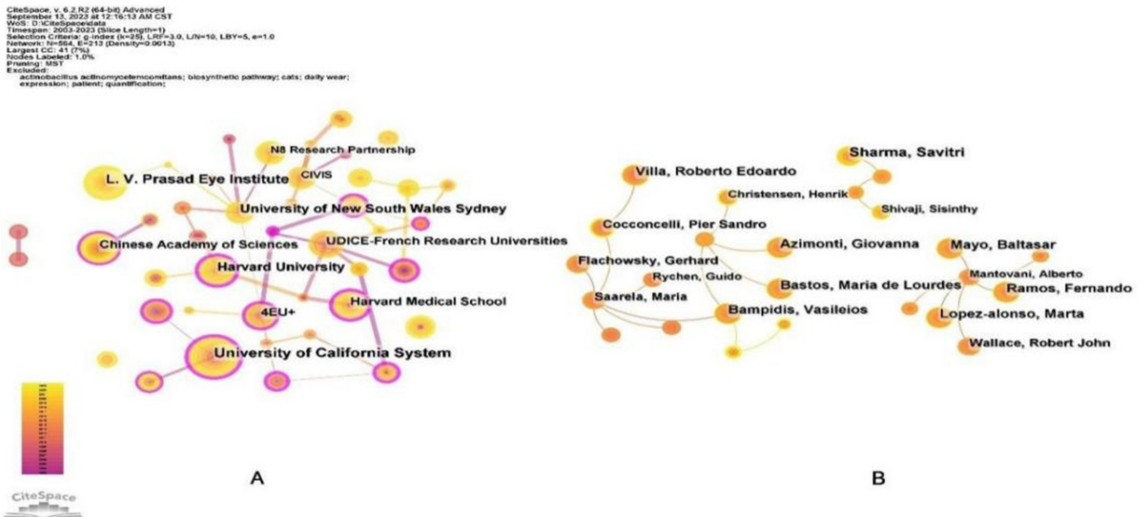 CiteSpace, v. 6.2.R2 (64-bit) Advanced
September 13, 2023 at 12:16:13 AM CST
WoS: D:\CiteSpace\data
Timespan: 2003-2023 (Slice Length=1)
Selection Criteria: g-index (k=25), LRF=3.0, L/N=10, LBY=5, e=1.0
Network: N=564, E=213 (Density=0.0013)
Largest CC: 41 (7%)
Nodes Labeled: 1.0%
Pruning: MST
Excluded:
actinobacillus actinomycetemcomitans; biosynthetic pathway; cats; daily wear;
expression; patient; quantification;
N8 Research Partnership
L. V. Prasad Eye Institute
CIVIS
University of New South Wales Sydney
Chinese Academy of Sciences
UDICE-French Research Universities
Harvard University
Harvard Medical School
4EU+
University of California System
Sharma, Savitri
Villa, Roberto Edoardo
Christensen, Henrik
Shivaji, Sisinthy
Cocconcelli, Pier Sandro
Azimonti, Giovanna
Mayo, Baltasar
Flachowsky, Gerhard
Rychen, Guido
Mantovani, Alberto
Bastos, Maria de Lourdes
Ramos, Fernando
Saarela, Maria
Bampidis, Vasileios
Lopez-alonso, Marta
Wallace, Robert John
A
B
CiteSpace